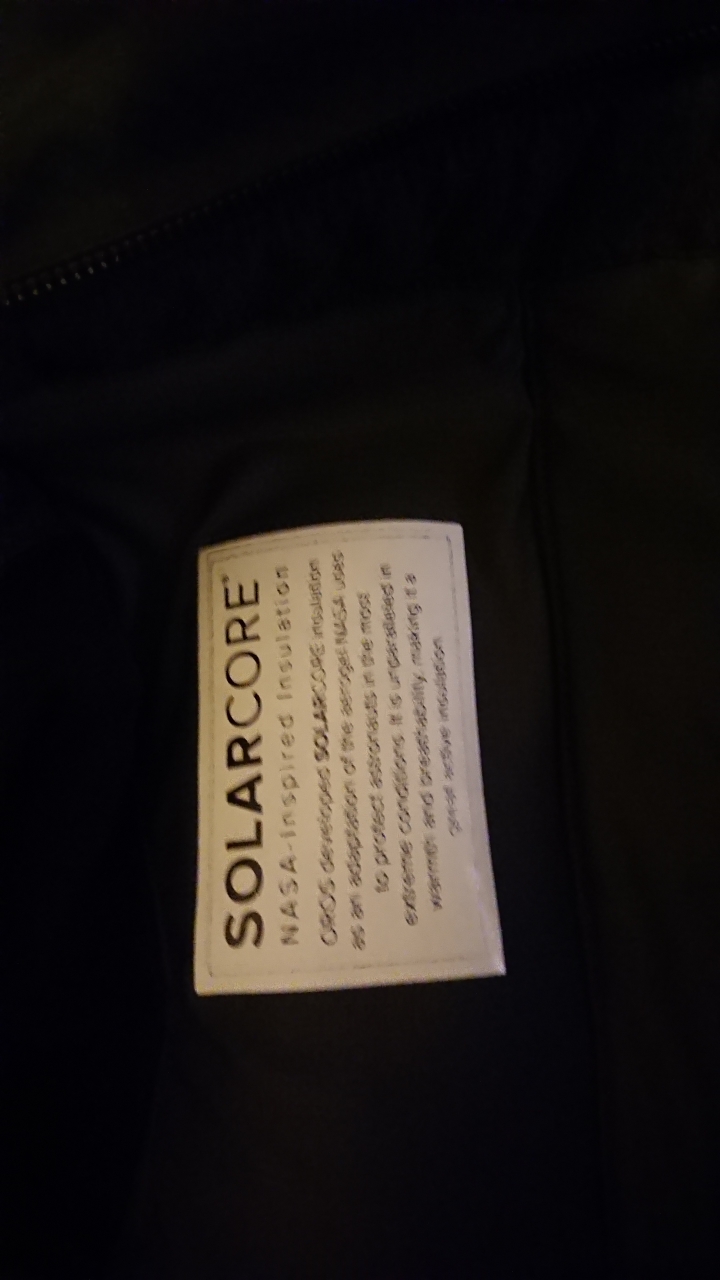 SOLARCORE®
NASA-Inspired Insulation
OROS developed SOLARCORE insulation
as an adaptation of the aerogel NASA uses
to protect astronauts in the most
extreme conditions. It is unparalleled in
warmth and breathability, making it a
great active insulation